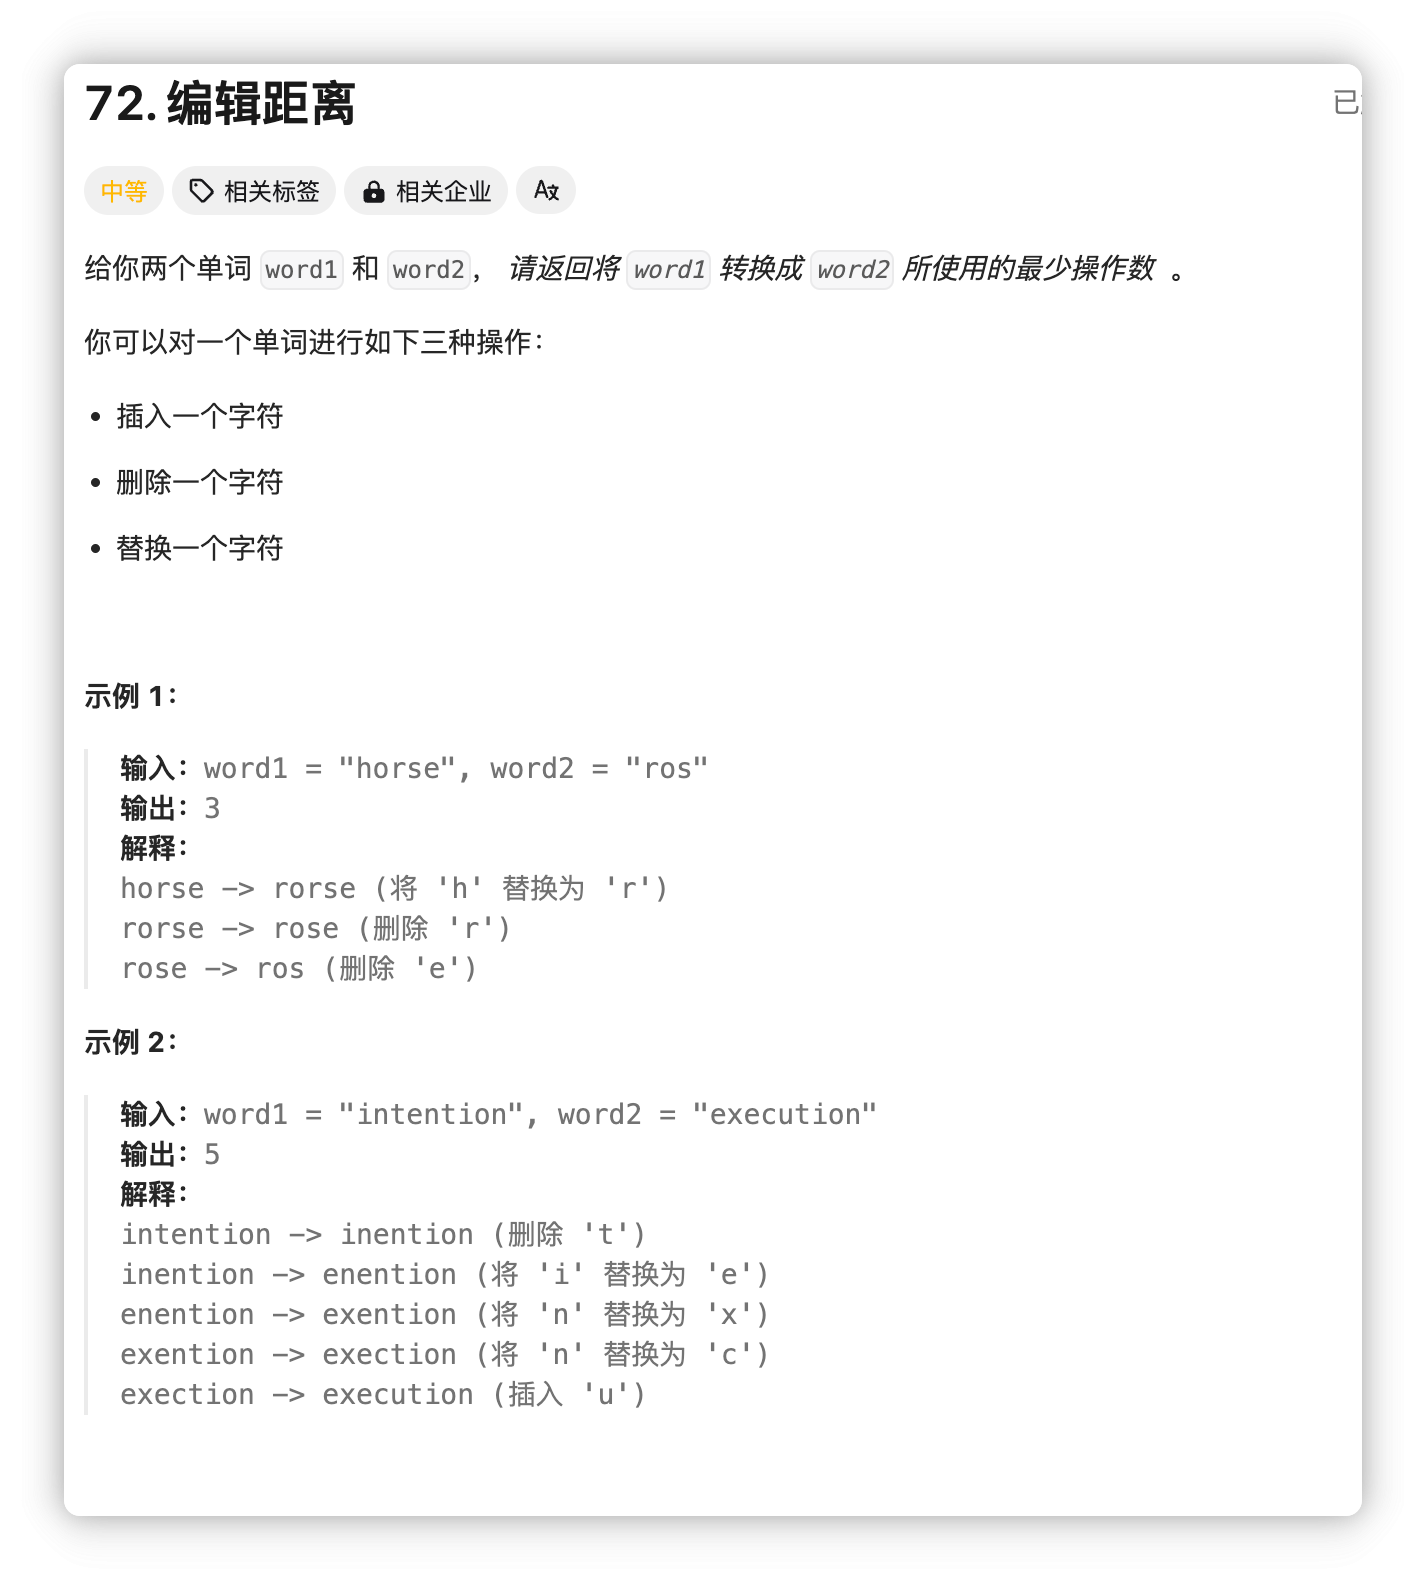 72. 编辑距离
已
中等 相关标签 相关企业
给你两个单词 word1 和 word2， 请返回将 word1 转换成 word2 所使用的最少操作数 。
你可以对一个单词进行如下三种操作：
• 插入一个字符
• 删除一个字符
• 替换一个字符
示例 1：
输入：word1 = "horse", word2 = "ros"
输出：3
解释：
horse -> rorse (将 'h' 替换为 'r')
rorse -> rose (删除 'r')
rose -> ros (删除 'e')
示例 2：
输入：word1 = "intention", word2 = "execution"
输出：5
解释：
intention -> inention (删除 't')
inention -> enention (将 'i' 替换为 'e')
enention -> exention (将 'n' 替换为 'x')
exention -> exection (将 'n' 替换为 'c')
exection -> execution (插入 'u')